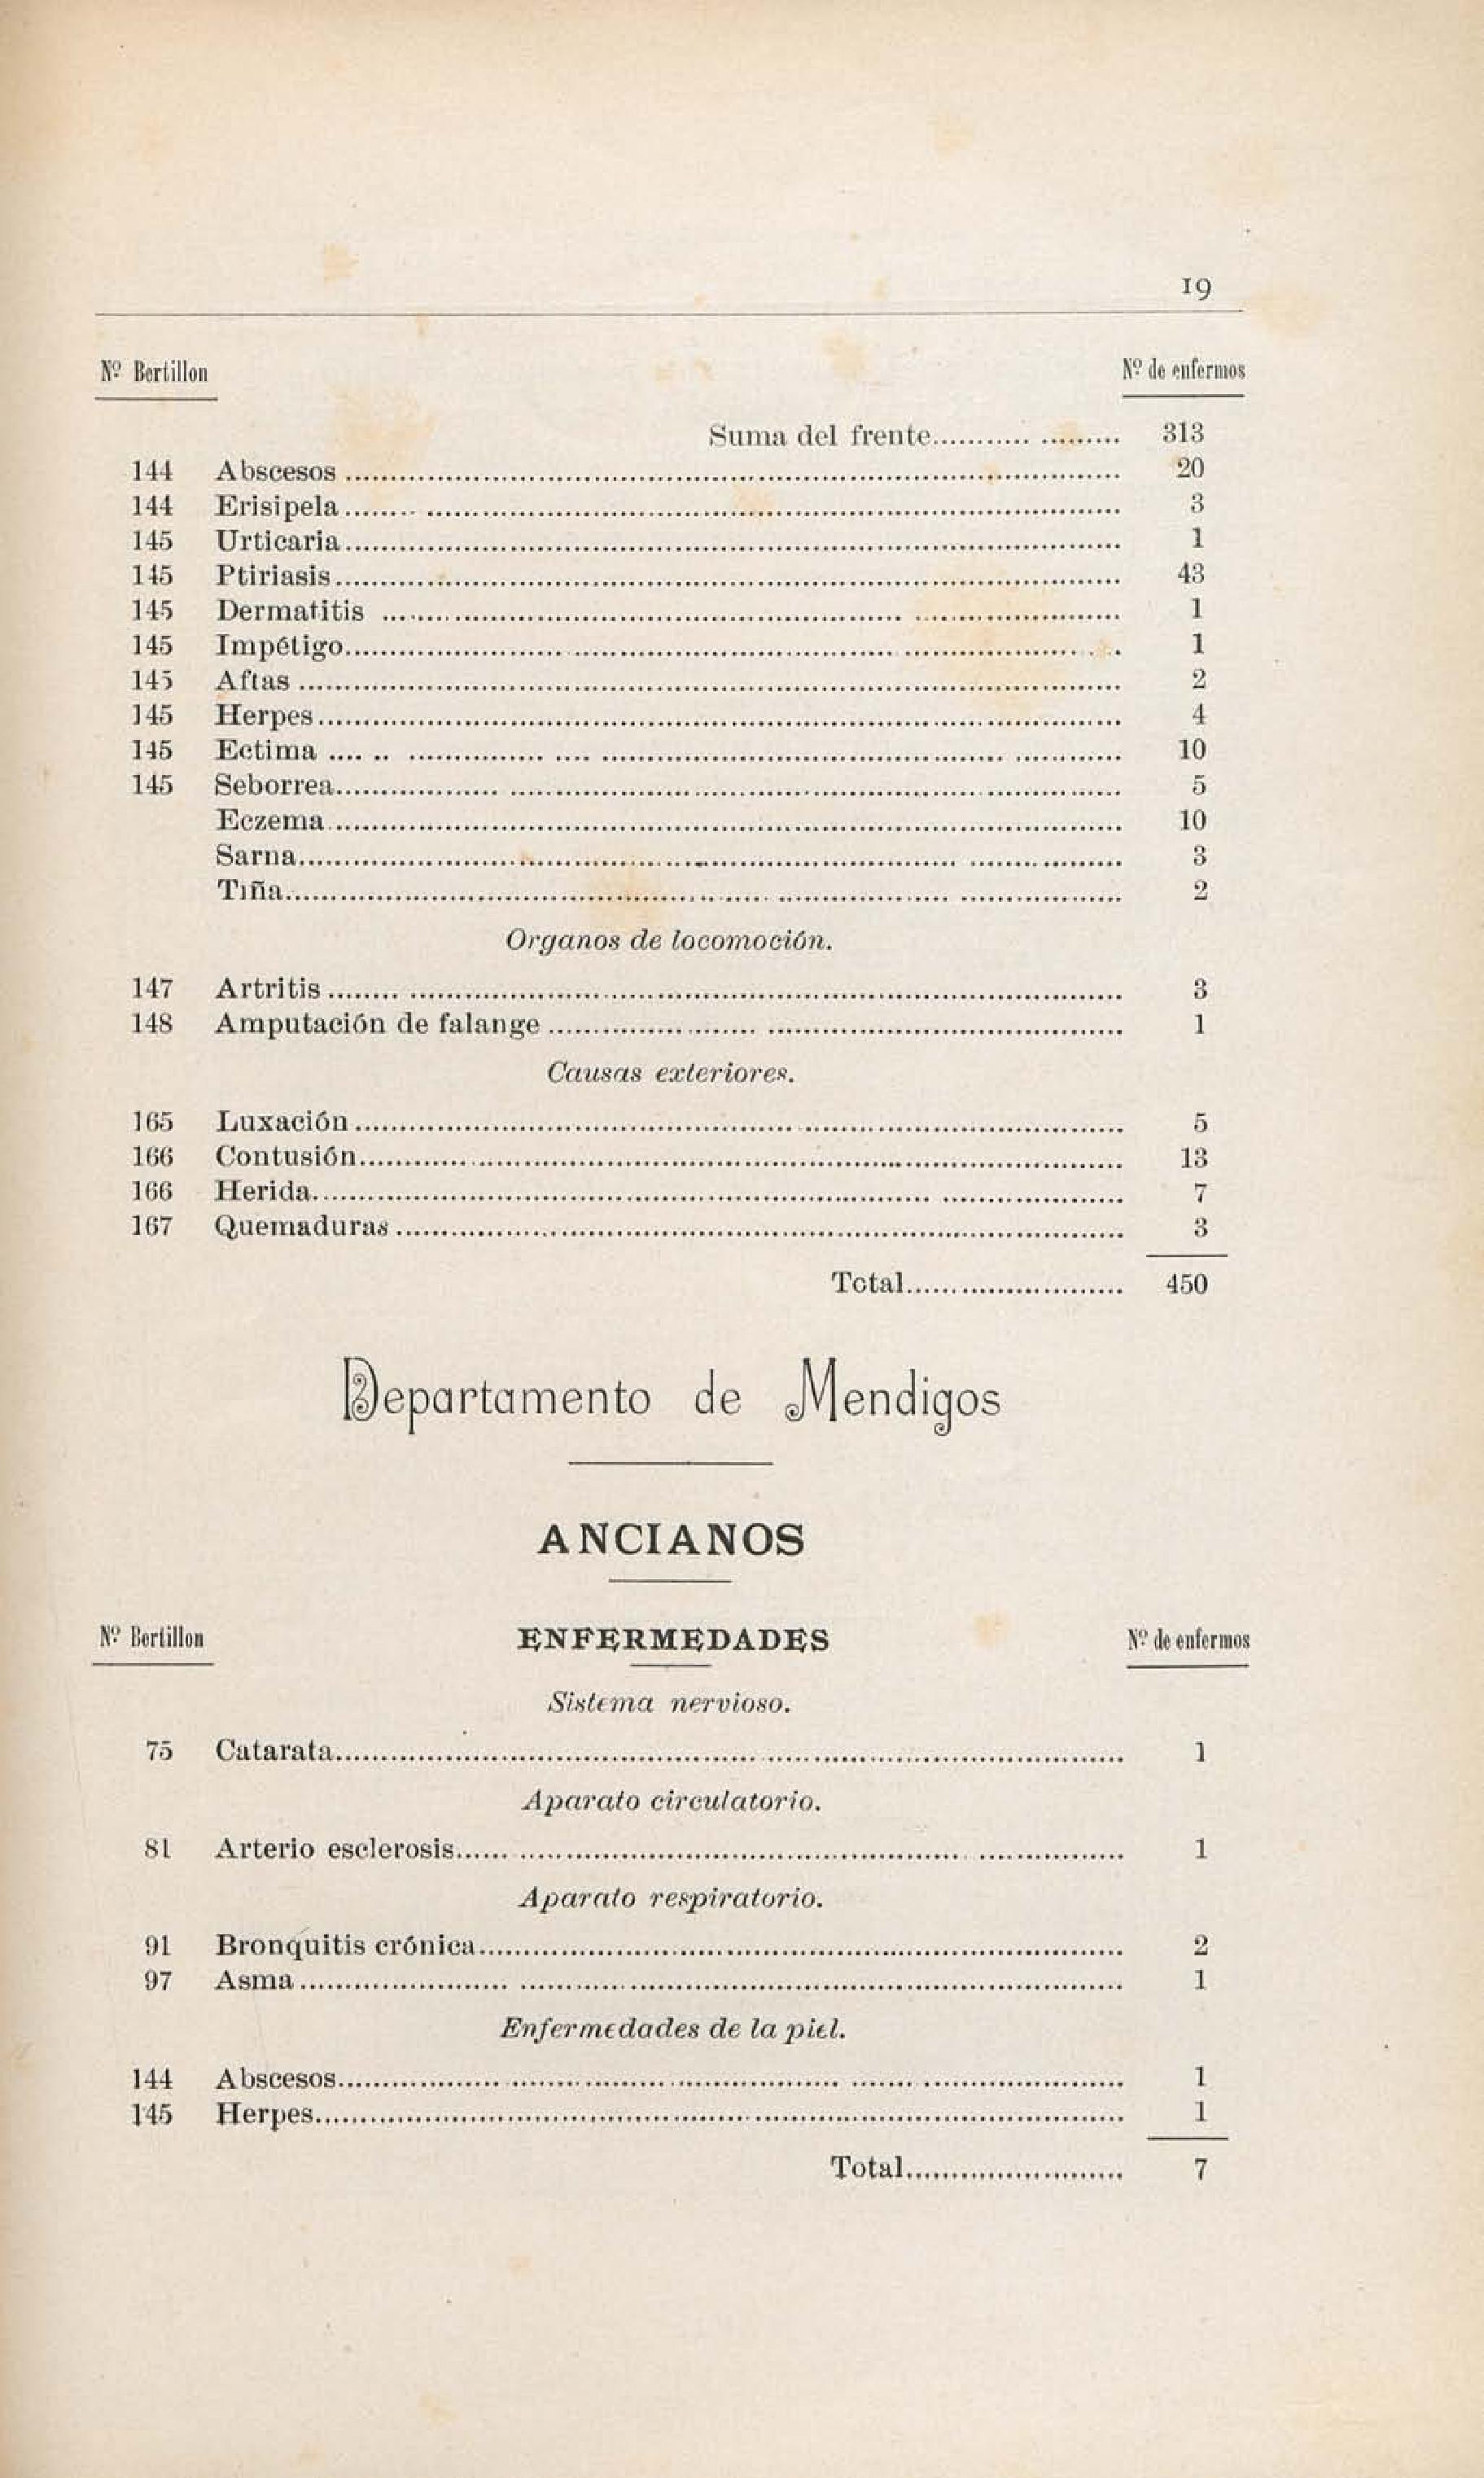 19
Nº Bertillon Nº de enfermos
Suma del frente.................... 313
144 Abscesos .................... 20
144 Erisipela.................... 3
145 Urticaria.................... 1
145 Ptiriasis.................... 43
145 Dermatitis .................... 1
145 Impétigo.................... 1
145 Aftas .................... 2
145 Herpes.................... 4
145 Ectima .................... 10
145 Seborrea.................... 5
Eczema.................... 10
Sarna.................... 3
Tiña.................... 2
Organos de locomoción.
147 Artritis .................... 3
148 Amputación de falange .................... 1
Causas exteriores.
165 Luxación .................... 5
166 Contusión.................... 13
166 Herida.................... 7
167 Quemaduras .................... 3
Total.................... 450
Departamento de Mendigos
ANCIANOS
Nº Bertillon ENFERMEDADES Nº de enfermos
Sistema nervioso.
75 Catarata.................... 1
Aparato circulatorio.
81 Arterio esclerosis.................... 1
Aparato respiratorio.
91 Bronquitis crónica.................... 2
97 Asma .................... 1
Enfermedades de la piel.
144 Abscesos.................... 1
145 Herpes.................... 1
Total.................... 7